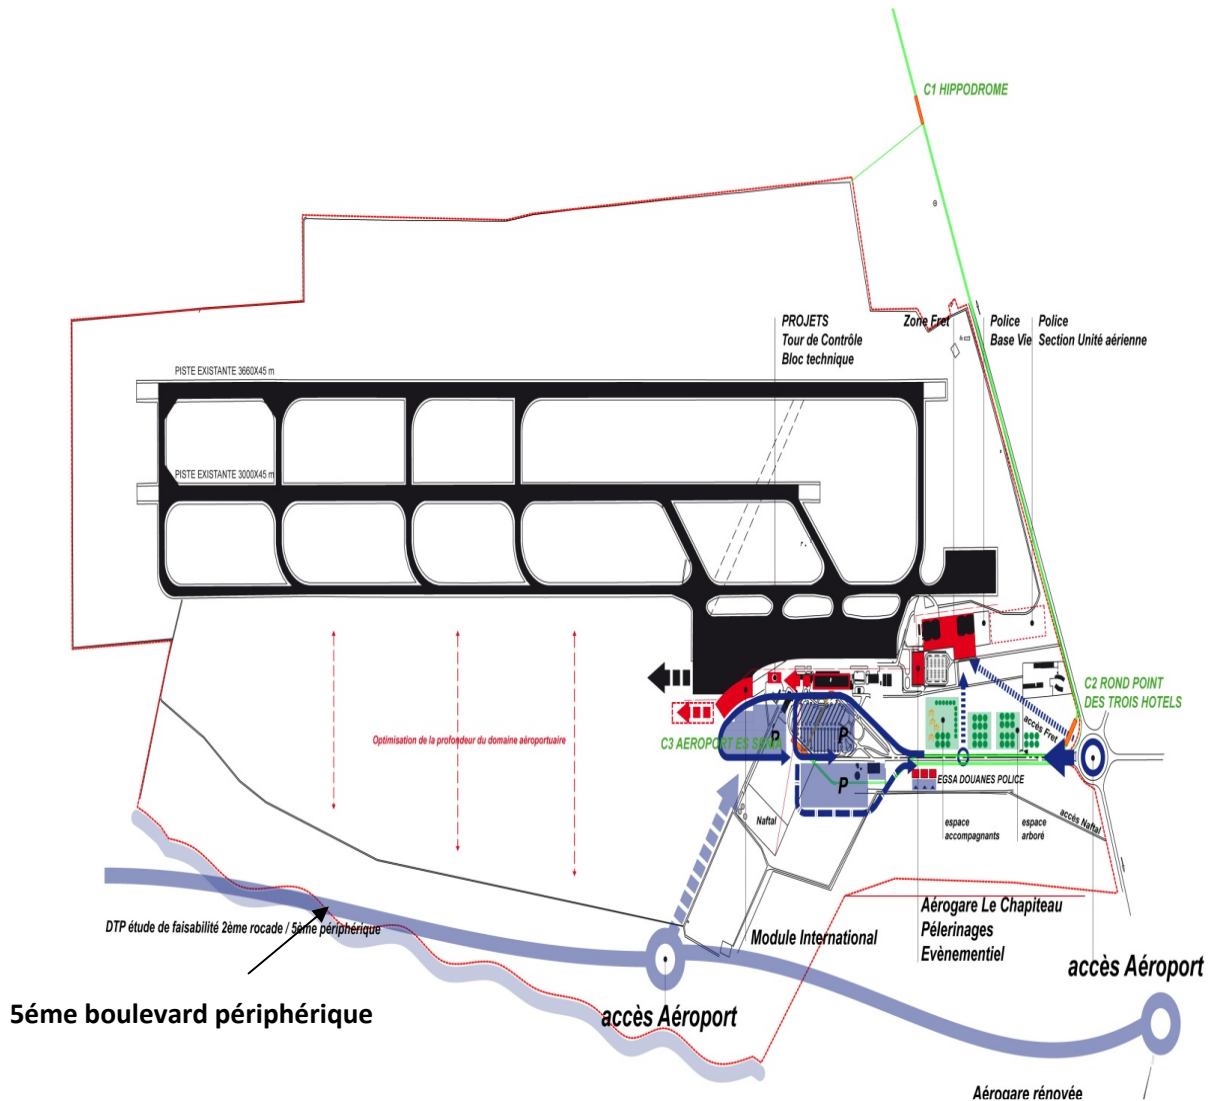 C1 HIPPODROME
PROJETS
Tour de Contrôle
Bloc technique
Zone Fret
Police
Base Vie
Police
Section Unité aérienne
PISTE EXISTANTE 3660X45 m
PISTE EXISTANTE 3000X45 m
C2 ROND POINT
DES TROIS HOTELS
accès Fret
Optimisation de la profondeur du domaine aéroportuaire
C3 AEROPORT ES SENIA
P
P
P
EGSA DOUANES POLICE
Naftal
espace
accompagnants
espace
arboré
accès Naftal
DTP étude de faisabilité 2ème rocade / 5ème périphérique
Module International
Aérogare Le Chapiteau
Pélerinages
Evènementiel
accès Aéroport
5éme boulevard périphérique
accès Aéroport
Aérogare rénovée